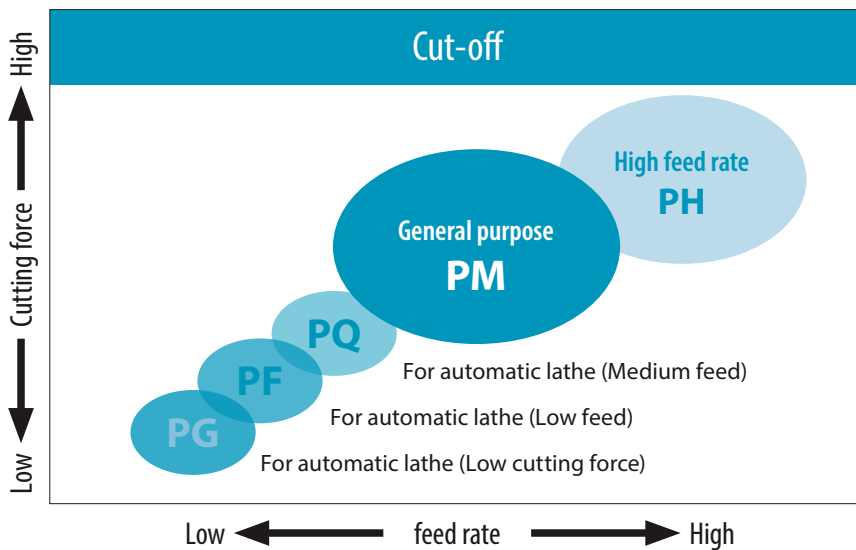 Cut-off
High
Cutting force
Low
High feed rate
PH
General purpose
PM
PQ
For automatic lathe (Medium feed)
PF
For automatic lathe (Low feed)
PG
For automatic lathe (Low cutting force)
Low
feed rate
High